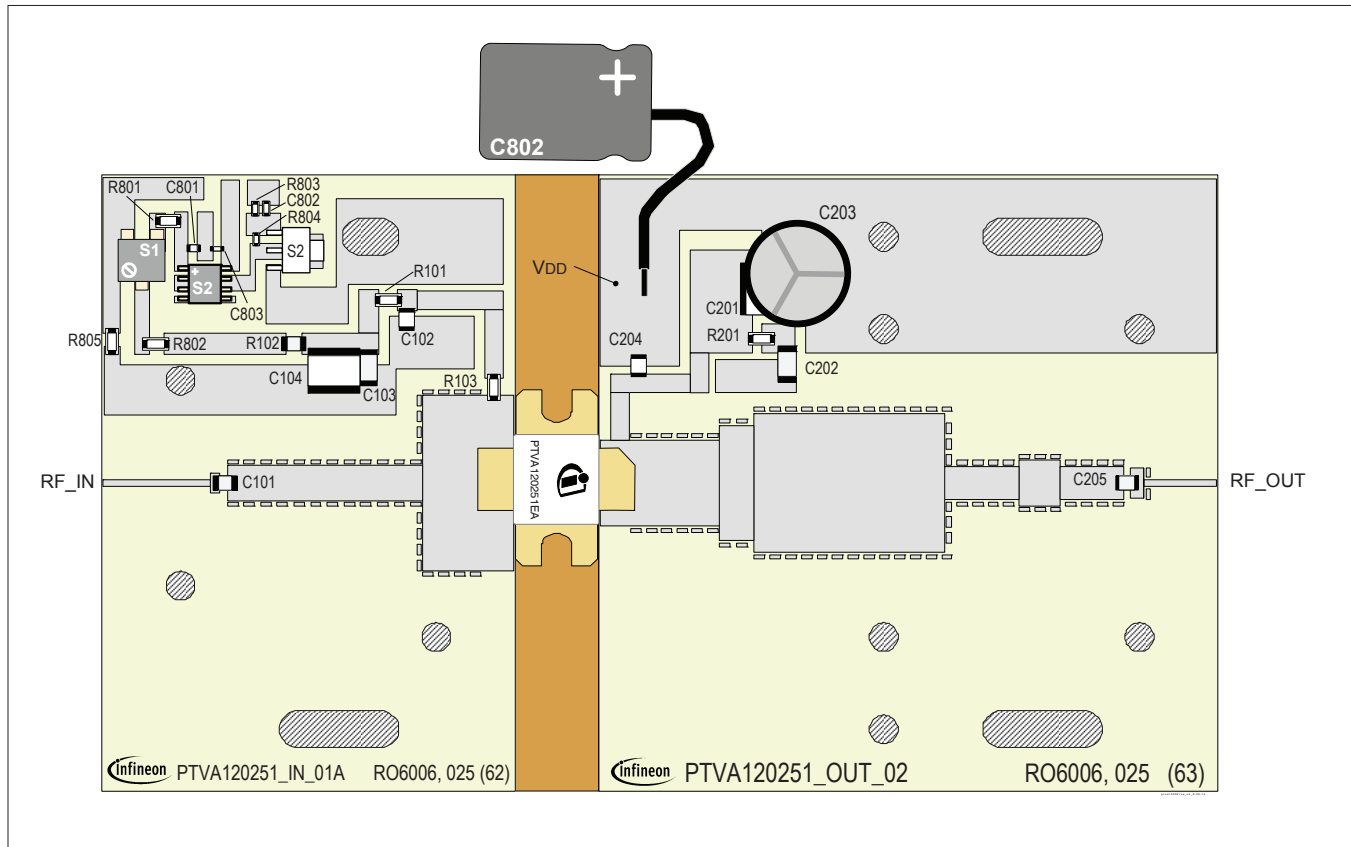 +
C802
R803
R801
C801
C802
R804
C203
S1
S2
+
S2
R101
VDD
C201
C803
R805
R802
R102
C102
C204
R201
C104
C103
R103
C202
PTVA120251EA
RF_IN
C101
C205
RF_OUT
infineon
PTVA120251_IN_01A
RO6006, 025 (62)
infineon
PTVA120251_OUT_02
RO6006, 025 (63)